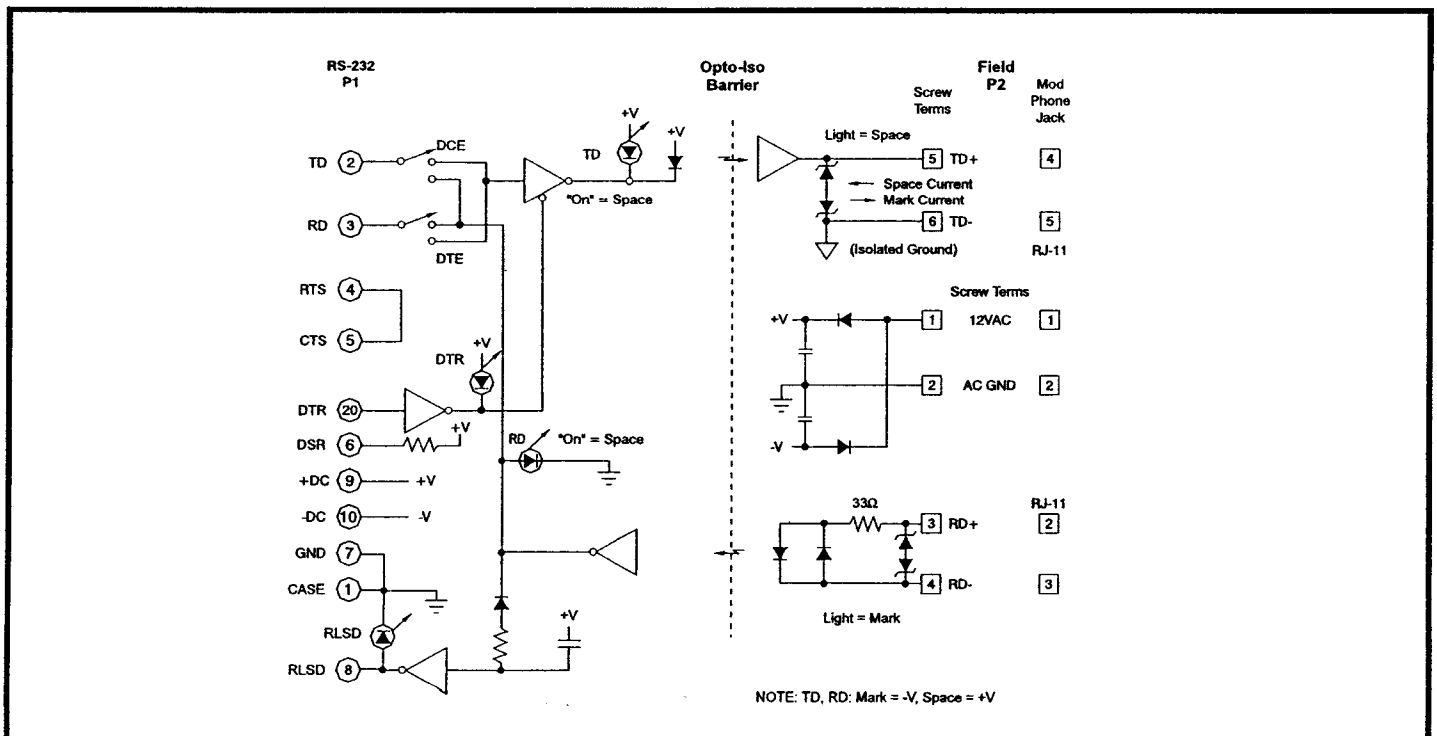 RS-232
P1
Opto-Iso
Barrier
Field
P2
Screw
Terms
Mod
Phone
Jack
+V
+V
TD 2
DCE
TD
Light = Space
5 TD+
4
"On" = Space
Space Current
Mark Current
RD 3
6 TD-
5
DTE
(Isolated Ground)
RJ-11
RTS 4
Screw Terms
+V
1
12VAC
1
CTS 5
+V
DTR
2
AC GND
2
DTR 20
+V
DSR 6
RD
"On" = Space
-V
+DC 9
+V
-DC 10
-V
33Ω
RJ-11
3 RD+
2
GND 7
CASE 1
4 RD-
3
+V
Light = Mark
RLSD
RLSD 8
NOTE: TD, RD: Mark = -V, Space = +V